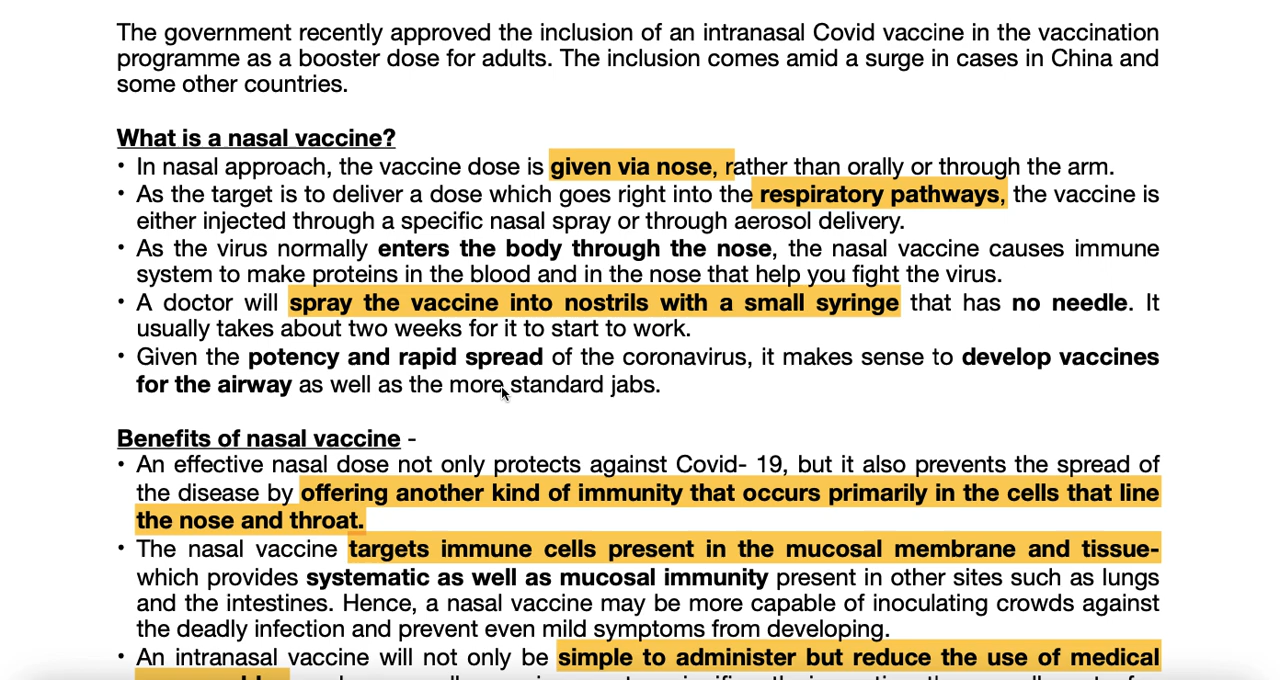 The government recently approved the inclusion of an intranasal Covid vaccine in the vaccination
programme as a booster dose for adults. The inclusion comes amid a surge in cases in China and
some other countries.
What is a nasal vaccine?
• In nasal approach, the vaccine dose is given via nose, rather than orally or through the arm.
• As the target is to deliver a dose which goes right into the respiratory pathways, the vaccine is
either injected through a specific nasal spray or through aerosol delivery.
• As the virus normally enters the body through the nose, the nasal vaccine causes immune
system to make proteins in the blood and in the nose that help you fight the virus.
• A doctor will spray the vaccine into nostrils with a small syringe that has no needle. It
usually takes about two weeks for it to start to work.
• Given the potency and rapid spread of the coronavirus, it makes sense to develop vaccines
for the airway as well as the more standard jabs.
Benefits of nasal vaccine -
• An effective nasal dose not only protects against Covid- 19, but it also prevents the spread of
the disease by offering another kind of immunity that occurs primarily in the cells that line
the nose and throat.
• The nasal vaccine targets immune cells present in the mucosal membrane and tissue-
which provides systematic as well as mucosal immunity present in other sites such as lungs
and the intestines. Hence, a nasal vaccine may be more capable of inoculating crowds against
the deadly infection and prevent even mild symptoms from developing.
• An intranasal vaccine will not only be simple to administer but reduce the use of medical